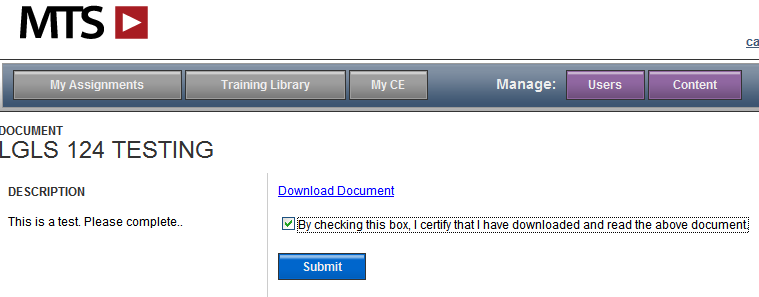 MTS
ca
My Assignments Training Library My CE Manage: Users Content
DOCUMENT
LGLS 124 TESTING
DESCRIPTION
Download Document
This is a test. Please complete..
By checking this box, I certify that I have downloaded and read the above document.
Submit